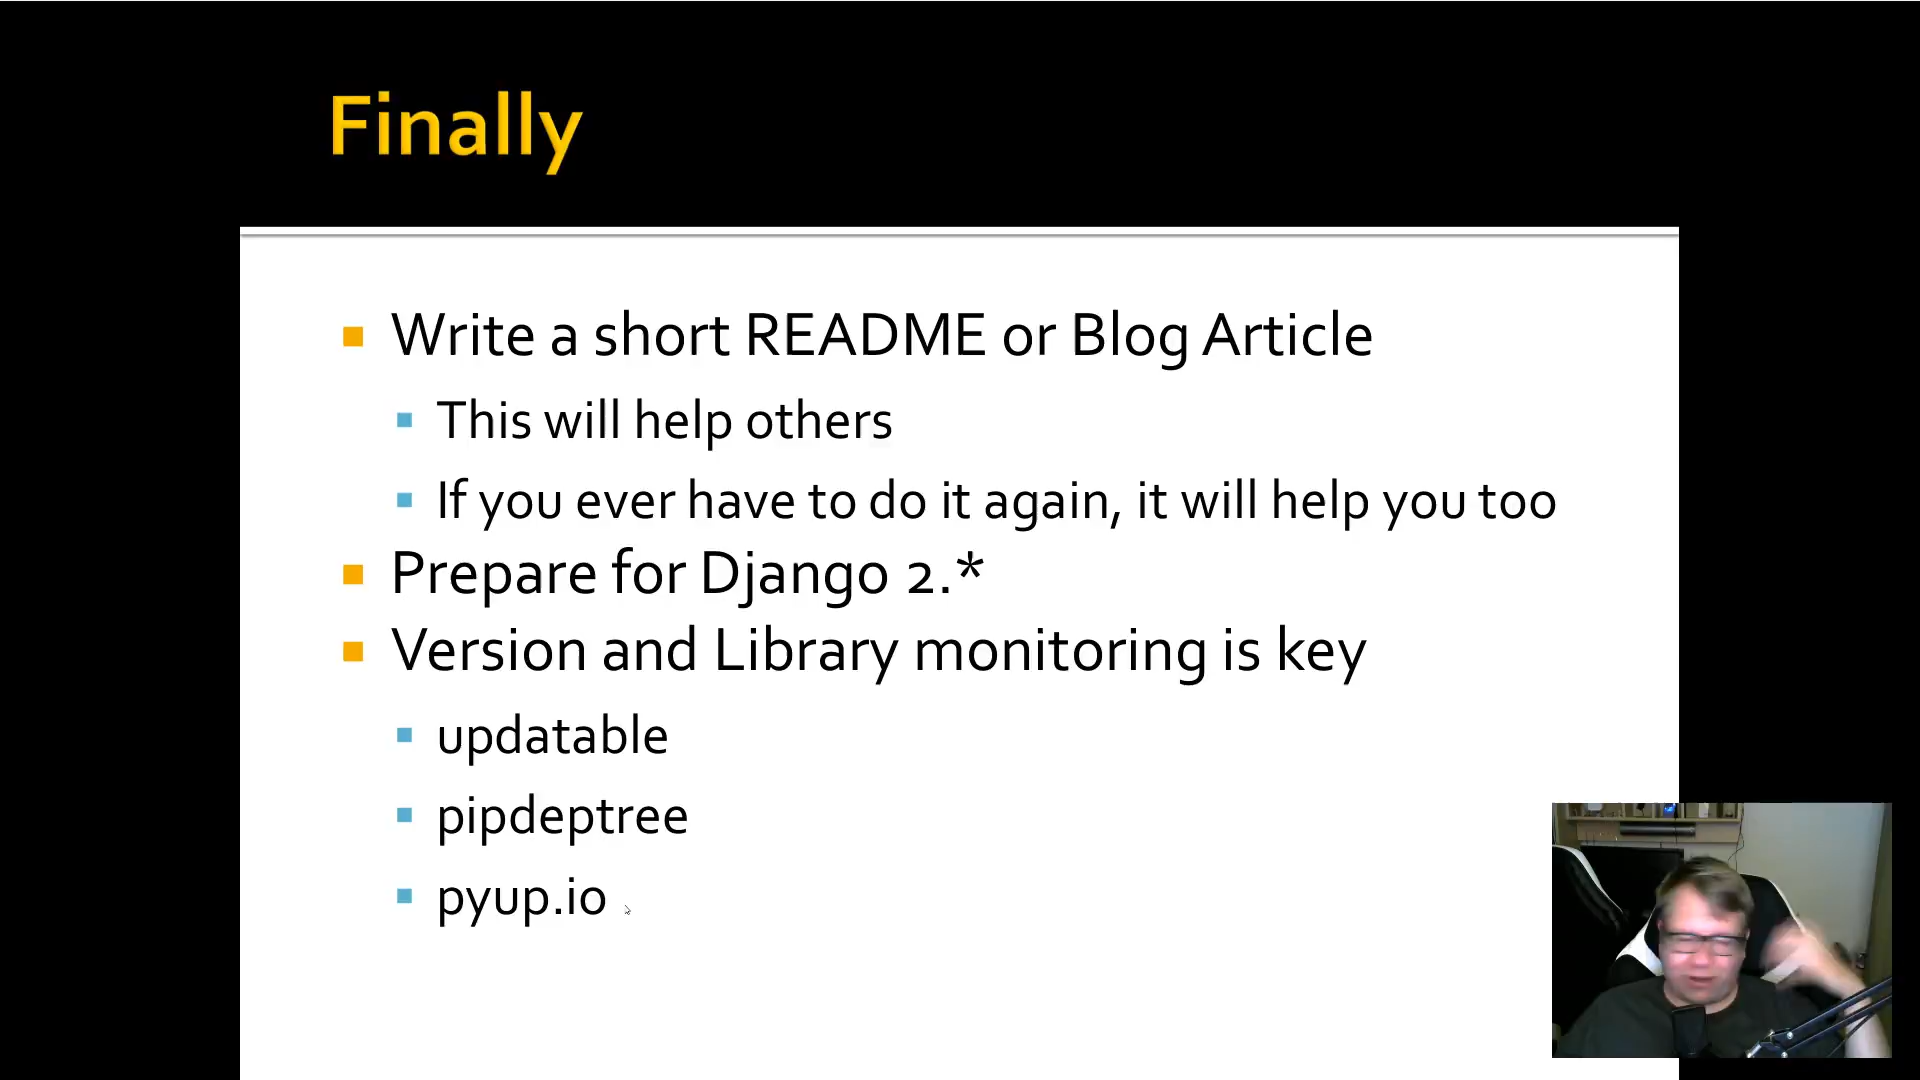 Finally
Write a short README or Blog Article
This will help others
If you ever have to do it again, it will help you too
Prepare for Django 2.*
Version and Library monitoring is key
updatable
pipdeptree
pyup.io